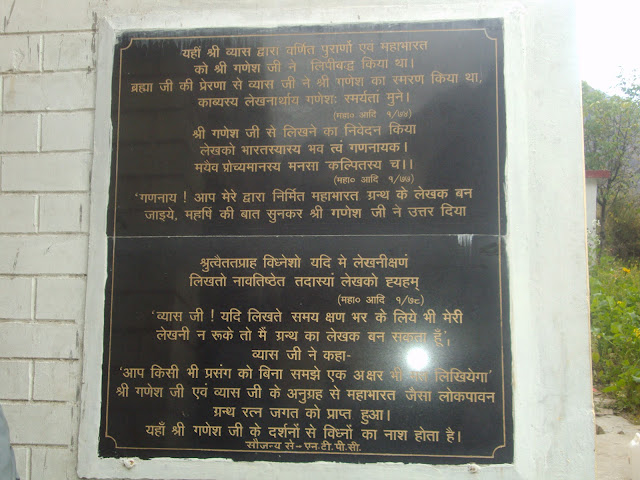 यहीं श्री व्यास द्वारा वर्णित पुराणों एवं महाभारत
को श्री गणेश जी ने लिपीबद्ध किया था।
ब्रह्मा जी की प्रेरणा से व्यास जी ने श्री गणेश का स्मरण किया था,
काव्यस्य लेखनार्थाय गणेशः स्मर्यतां मुने।
(महा० आदि १/७४)
श्री गणेश जी से लिखने का निवेदन किया
लेखको भारतस्यास्य भव त्वं गणनायक।
मयैव प्रोच्यमानस्य मनसा कल्पितस्य च।।
(महा० आदि १/७७)
'गणनाय ! आप मेरे द्वारा निर्मित महाभारत ग्रन्थ के लेखक बन
जाइये, महर्षि की बात सुनकर श्री गणेश जी ने उत्तर दिया
श्रुत्वैततप्राह विघ्नेशो यदि मे लेखनीक्षणं
लिखतो नावतिष्ठेत तदास्यां लेखको ह्यहम्
(महा० आदि १/७८)
'व्यास जी ! यदि लिखते समय क्षण भर के लिये भी मेरी
लेखनी न रूके तो मैं ग्रन्थ का लेखक बन सकता हूँ',
व्यास जी ने कहा-
'आप किसी भी प्रसंग को बिना समझे एक अक्षर भी लिखियेगा'
श्री गणेश जी एवं व्यास जी के अनुग्रह से महाभारत जैसा लोकपावन
ग्रन्थ रत्न जगत को प्राप्त हुआ।
यहाँ श्री गणेश जी के दर्शनों से विघ्नों का नाश होता है।
सौजन्य से-एन.टी.पी.सी.